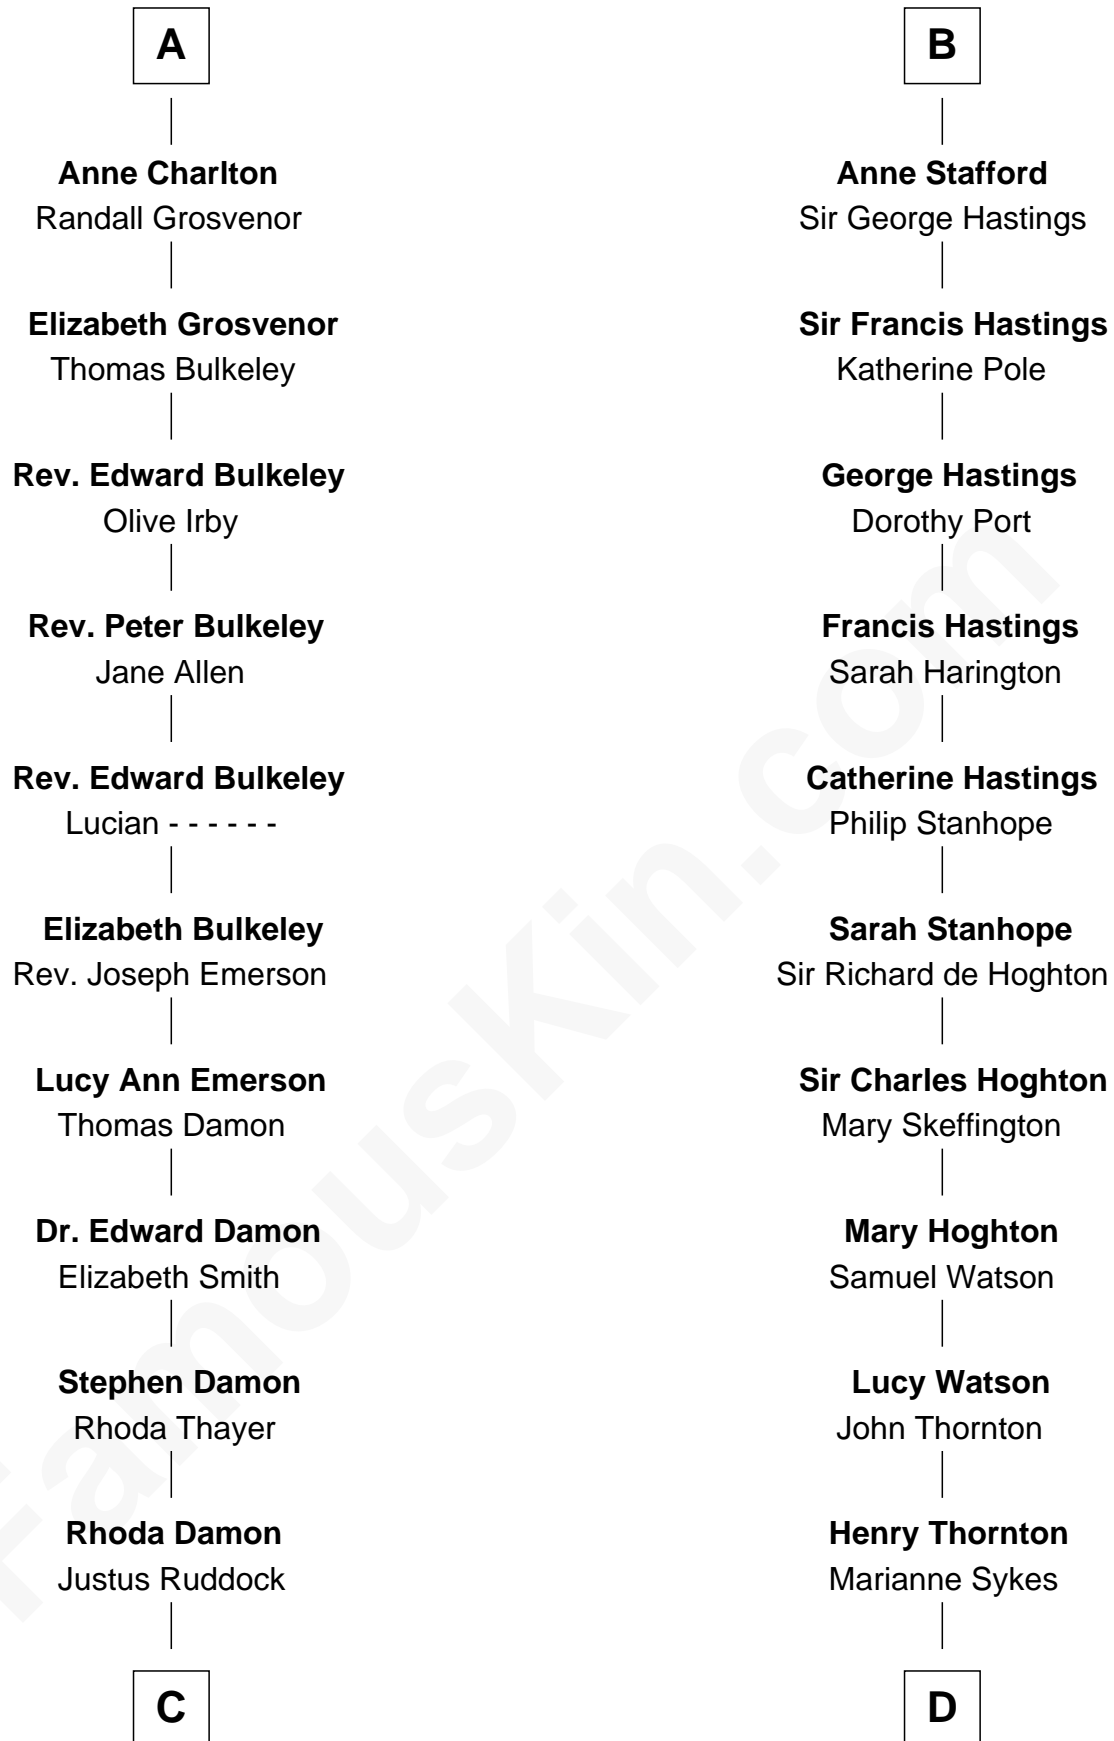 A
Anne Charlton
Randall Grosvenor
Elizabeth Grosvenor
Thomas Bulkeley
Rev. Edward Bulkeley
Olive Irby
Rev. Peter Bulkeley
Jane Allen
Rev. Edward Bulkeley
Lucian - - - - - -
Elizabeth Bulkeley
Rev. Joseph Emerson
Lucy Ann Emerson
Thomas Damon
Dr. Edward Damon
Elizabeth Smith
Stephen Damon
Rhoda Thayer
Rhoda Damon
Justus Ruddock
C
B
Anne Stafford
Sir George Hastings
Sir Francis Hastings
Katherine Pole
George Hastings
Dorothy Port
Francis Hastings
Sarah Harington
Catherine Hastings
Philip Stanhope
Sarah Stanhope
Sir Richard de Hoghton
Sir Charles Hoghton
Mary Skeffington
Mary Hoghton
Samuel Watson
Lucy Watson
John Thornton
Henry Thornton
Marianne Sykes
D
FamousKin.com